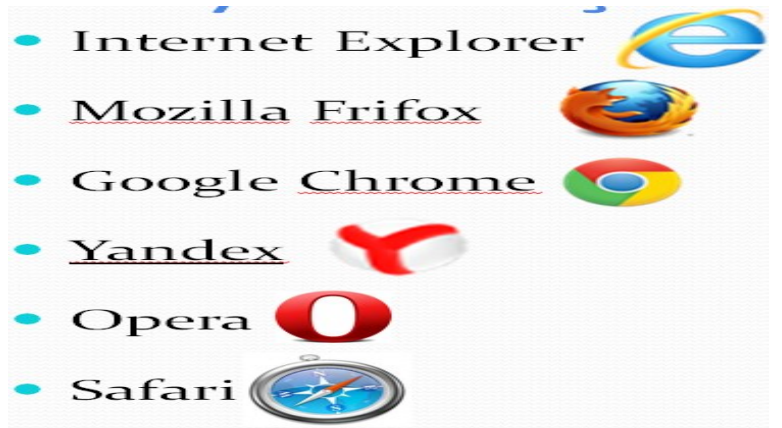 Internet Explorer
Mozilla Frifox
Google Chrome
Yandex
Opera
Safari